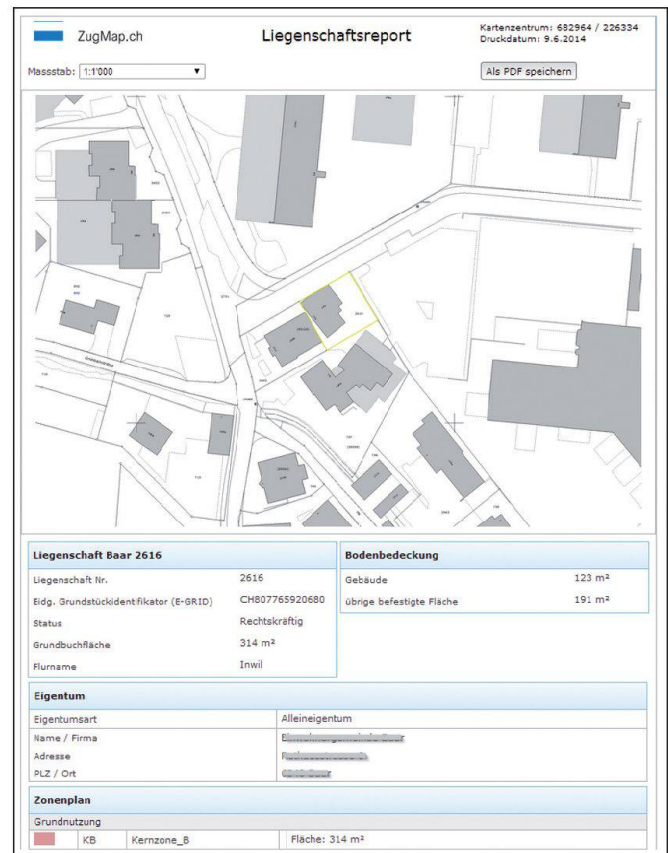 ZugMap.ch
Liegenschaftsreport
Kartenzentrum: 682964 / 226334
Druckdatum: 9.6.2014
Massstab: 1:1'000
Als PDF speichern
Liegenschaft Baar 2616
Liegenschaft Nr. 2616
Eidg. Grundstückidentifikator (E-GRID) CH807765920680
Status Rechtskräftig
Grundbuchfläche 314 m²
Flurname Inwil
Bodenbedeckung
Gebäude 123 m²
übrige befestigte Fläche 191 m²
Eigentum
Eigentumsart Alleineigentum
Name / Firma
Adresse
PLZ / Ort
Zonenplan
Grundnutzung
KB Kernzone_B Fläche: 314 m²